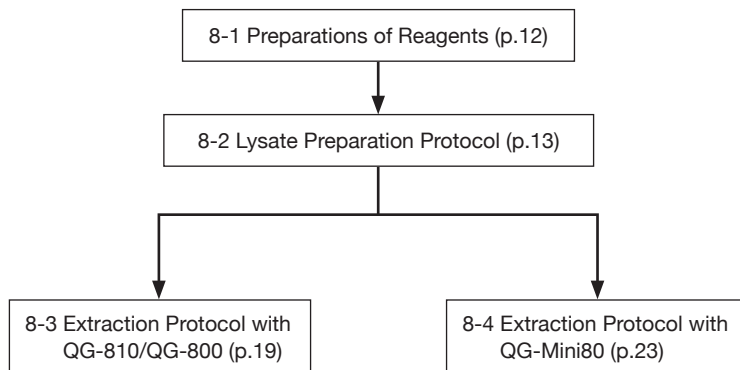 8-1 Preparations of Reagents (p.12)
8-2 Lysate Preparation Protocol (p.13)
8-3 Extraction Protocol with
QG-810/QG-800 (p.19)
8-4 Extraction Protocol with
QG-Mini80 (p.23)